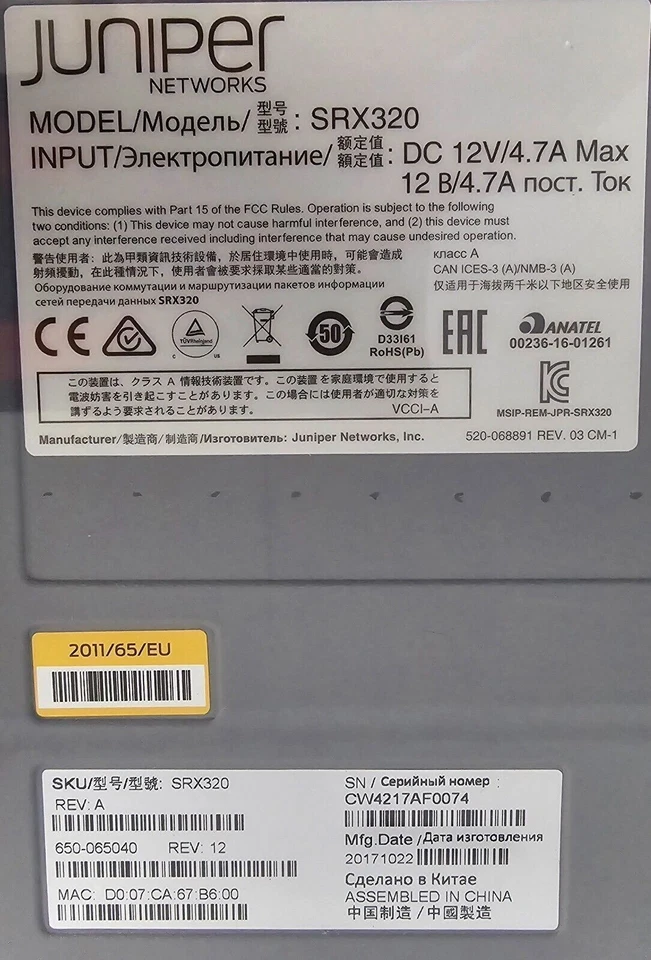 JUNIPER
NETWORKS
MODEL/Модель/型号/型號: SRX320
INPUT/Электропитание/额定值/額定值: DC 12V/4.7A Max
12 В/4.7A пост. Ток
This device complies with Part 15 of the FCC Rules. Operation is subject to the following
two conditions: (1) This device may not cause harmful interference, and (2) this device must
accept any interference received including interference that may cause undesired operation.
警告使用者：此為甲類資訊技術設備，於居住環境中使用時，可能會造成
射頻擾動，在此種情況下，使用者會被要求採取某些適當的對策。
Оборудование коммутации и маршрутизации пакетов информации
сетей передачи данных SRX320
класс A
CAN ICES-3 (A)/NMB-3 (A)
仅适用于海拔两千米以下地区安全使用
CE
TÜVRheinland
C US
50
D33I61
RoHS(Pb)
EAC
ANATEL
00236-16-01261
この装置は、クラス A 情報技術装置です。この装置を家庭環境で使用すると
電波妨害を引き起こすことがあります。この場合には使用者が適切な対策を
講ずるよう要求されることがあります。 VCCI-A
MSIP-REM-JPR-SRX320
Manufacturer/製造商/制造商/Изготовитель: Juniper Networks, Inc.
520-068891 REV. 03 CM-1
2011/65/EU
SKU/型号/型號: SRX320
REV: A
650-065040 REV: 12
MAC: D0:07:CA:67:B6:00
SN / Серийный номер :
CW4217AF0074
Mfg.Date /Дата изготовления
20171022
Сделано в Китае
ASSEMBLED IN CHINA
中国制造 / 中國製造